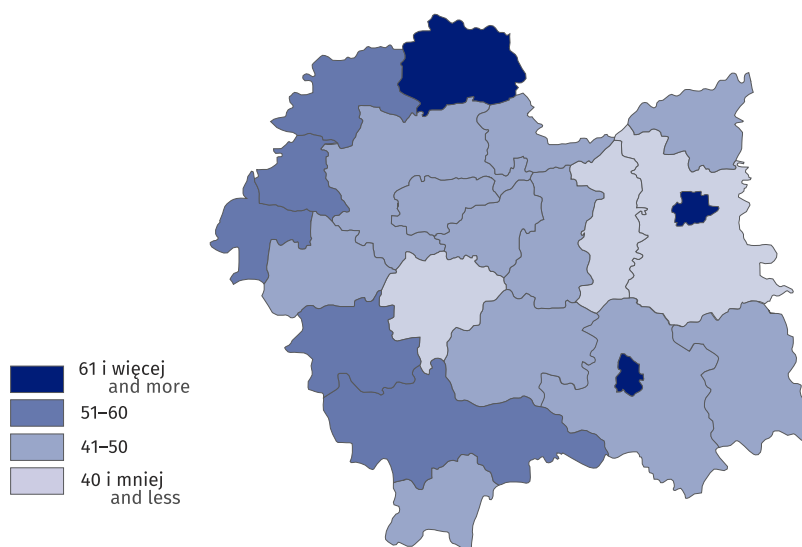 61 i więcej
and more
51–60
41–50
40 i mniej
and less